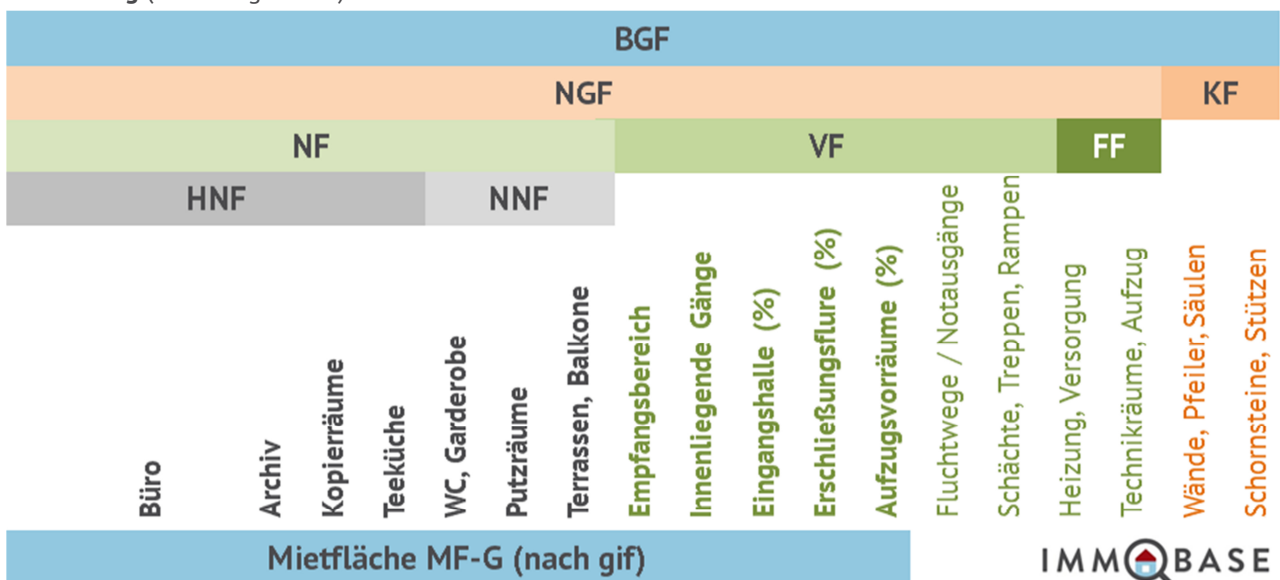 BGF
NGF KF
NF VF FF
HNF NNF
Büro
Archiv
Kopierräume
Teeküche
WC, Garderobe
Putzräume
Terrassen, Balkone
Empfangsbereich
Innenliegende Gänge
Eingangshalle (%)
Erschließungsflure (%)
Aufzugsvorräume (%)
Fluchtwege / Notausgänge
Schächte, Treppen, Rampen
Heizung, Versorgung
Technikräume, Aufzug
Wände, Pfeiler, Säulen
Schornsteine, Stützen
Mietfläche MF-G (nach gif)
IMMOBASE